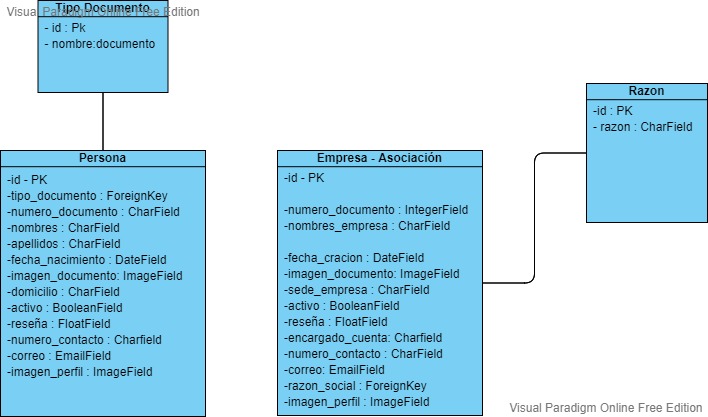 Visual Paradigm Online Free Edition
Tipo Documento
- id : Pk
- nombre:documento
Persona
-id - PK
-tipo_documento : ForeignKey
-numero_documento : CharField
-nombres : CharField
-apellidos : CharField
-fecha_nacimiento : DateField
-imagen_documento: ImageField
-domicilio : CharField
-activo : BooleanField
-reseña : FloatField
-numero_contacto : Charfield
-correo : EmailField
-imagen_perfil : ImageField
Empresa - Asociación
-id - PK
-numero_documento : IntegerField
-nombres_empresa : CharField
-fecha_cracion : DateField
-imagen_documento: ImageField
-sede_empresa : CharField
-activo : BooleanField
-reseña : FloatField
-encargado_cuenta: Charfield
-numero_contacto : CharField
-correo: EmailField
-razon_social : ForeignKey
-imagen_perfil : ImageField
Razon
-id : PK
- razon : CharField
Visual Paradigm Online Free Edition